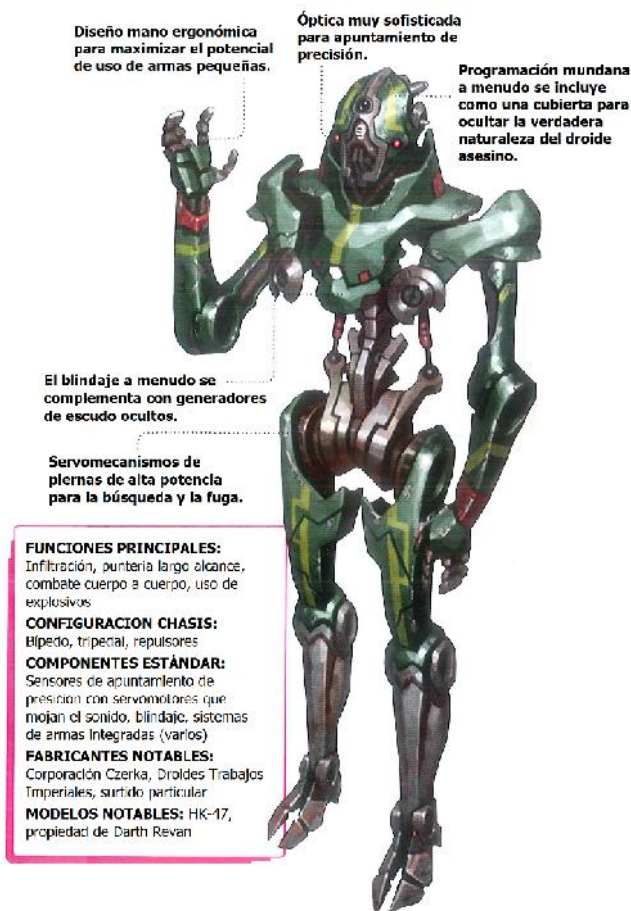 Diseño mano ergonómica
para maximizar el potencial
de uso de armas pequeñas.
Óptica muy sofisticada
para apuntamiento de
precisión.
Programación mundana
a menudo se incluye
como una cubierta para
ocultar la verdadera
naturaleza del droide
asesino.
El blindaje a menudo se
complementa con generadores
de escudo ocultos.
Servomecanismos de
piernas de alta potencia
para la búsqueda y la fuga.
FUNCIONES PRINCIPALES:
Infiltración, punteria largo alcance,
combate cuerpo a cuerpo, uso de
explosivos
CONFIGURACION CHASIS:
Bípedo, tripedal, repulsores
COMPONENTES ESTÁNDAR:
Sensores de apuntamiento de
presición con servomotores que
mojan el sonido, blindaje, sistemas
de armas integradas (varios)
FABRICANTES NOTABLES:
Corporación Czerka, Droides Trabajos
Imperiales, surtido particular
MODELOS NOTABLES: HK-47,
propiedad de Darth Revan